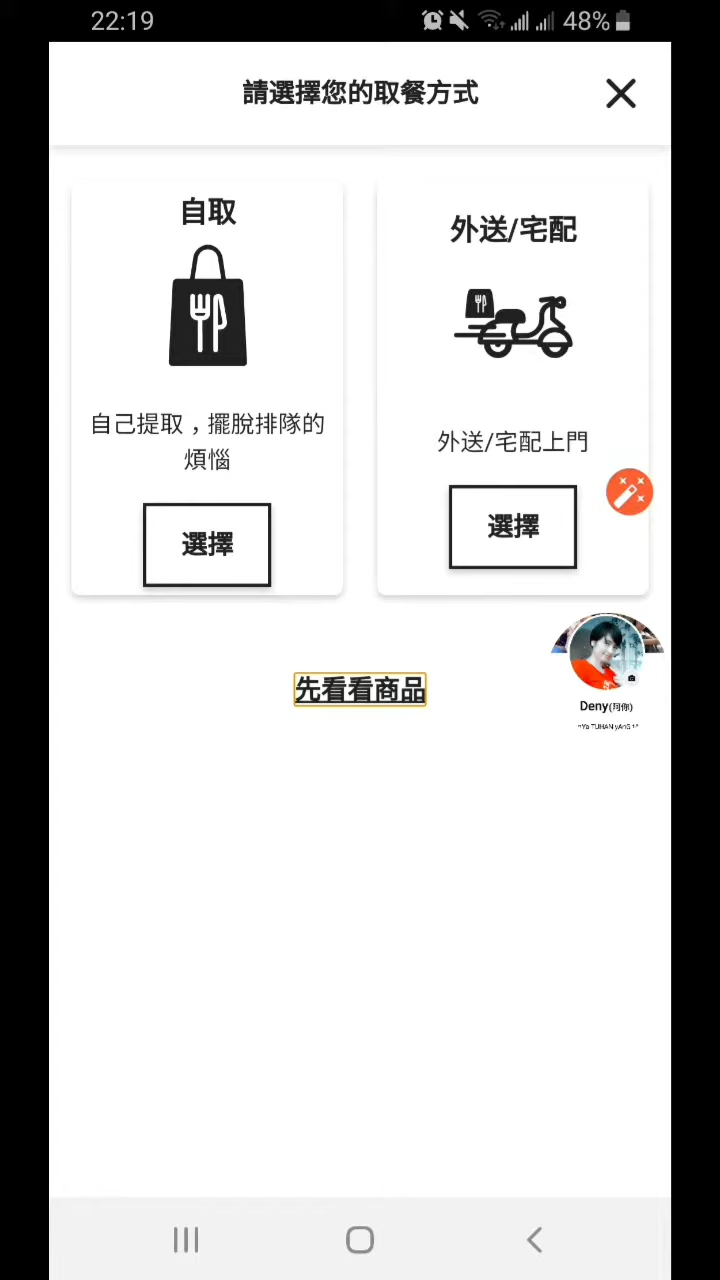 22:19
48%
請選擇您的取餐方式
自取
自己提取，擺脫排隊的
煩惱
選擇
外送/宅配
外送/宅配上門
選擇
先看看商品
Deny(珂你)